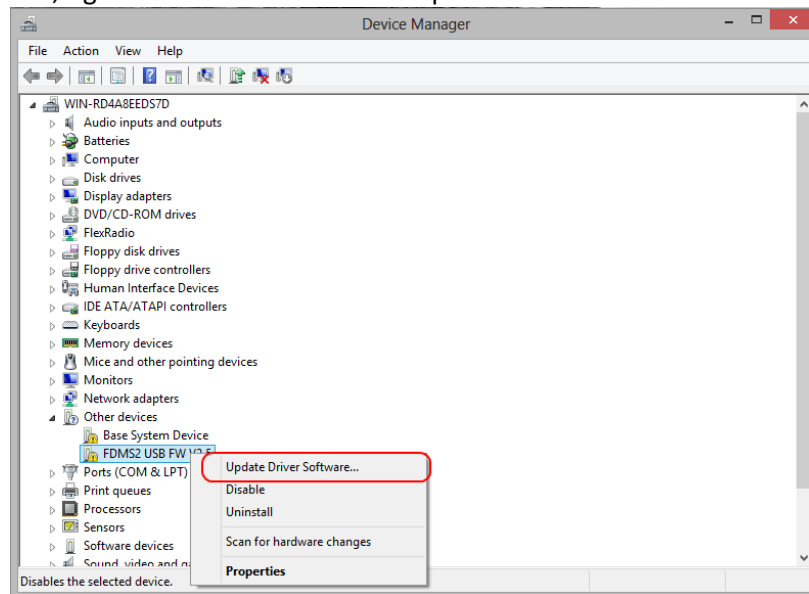 Device Manager
File Action View Help
WIN-RD4A8EEDS7D
Audio inputs and outputs
Batteries
Computer
Disk drives
Display adapters
DVD/CD-ROM drives
FlexRadio
Floppy disk drives
Floppy drive controllers
Human Interface Devices
IDE ATA/ATAPI controllers
Keyboards
Memory devices
Mice and other pointing devices
Monitors
Network adapters
Other devices
Base System Device
FDMS2 USB FW
Ports (COM & LPT)
Print queues
Processors
Sensors
Software devices
Sound, video and
Update Driver Software...
Disable
Uninstall
Scan for hardware changes
Properties
Disables the selected device.